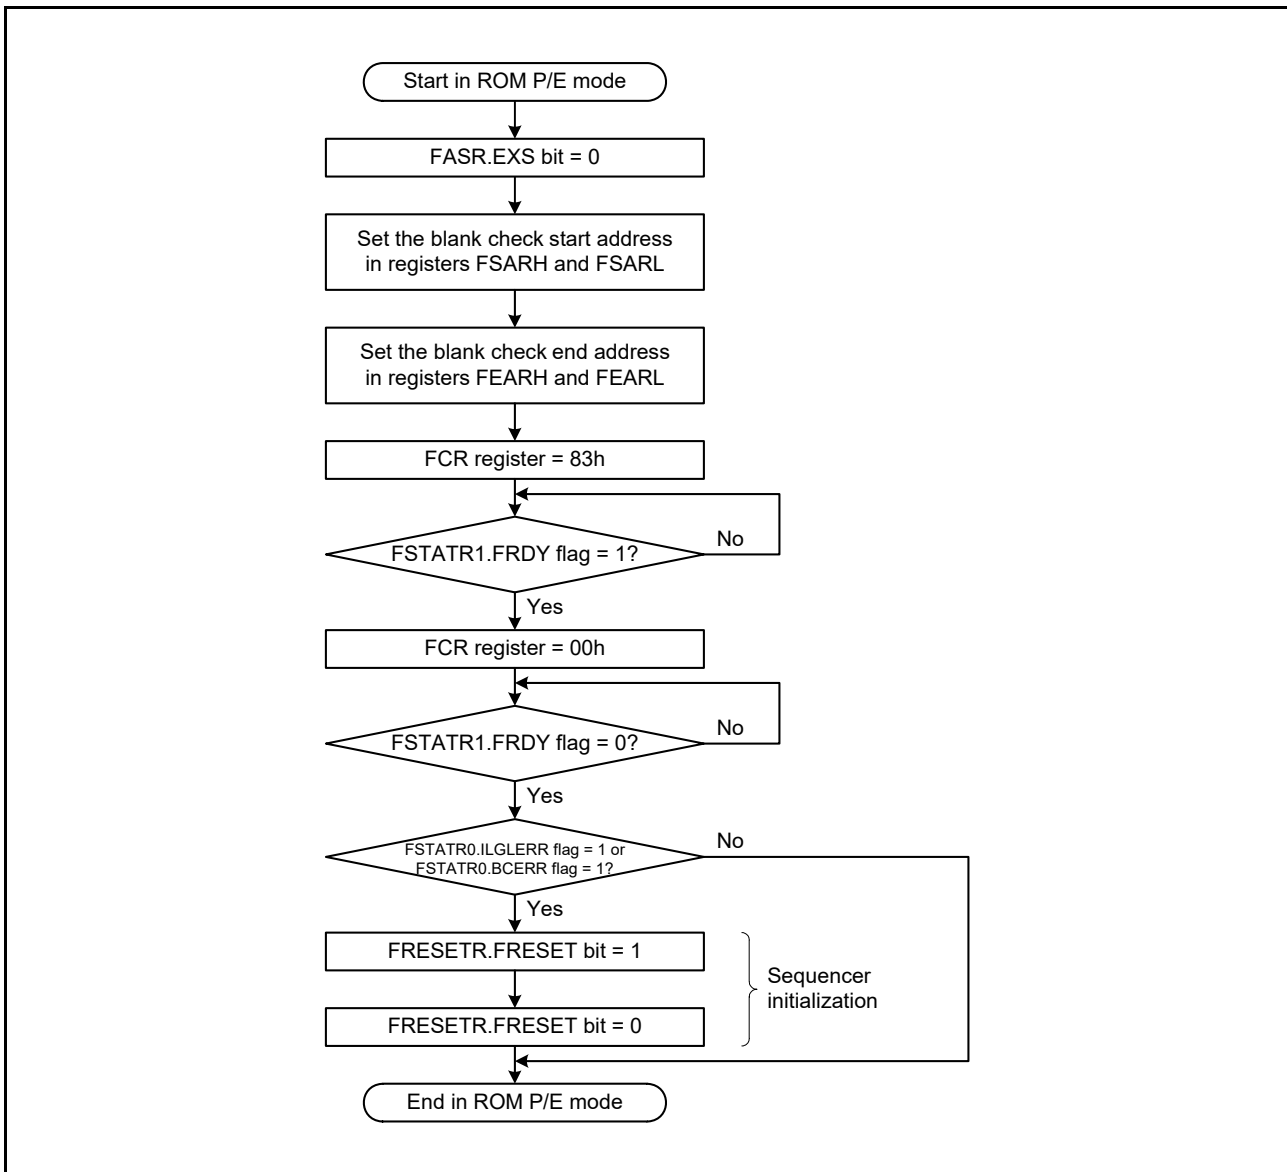 Start in ROM P/E mode
FASR.EXS bit = 0
Set the blank check start address
in registers FSARH and FSARL
Set the blank check end address
in registers FEARH and FEARL
FCR register = 83h
FSTATR1.FRDY flag = 1?
No
Yes
FCR register = 00h
FSTATR1.FRDY flag = 0?
No
Yes
FSTATR0.ILGLERR flag = 1 or
FSTATR0.BCERR flag = 1?
No
Yes
FRESETR.FRESET bit = 1
Sequencer
initialization
FRESETR.FRESET bit = 0
End in ROM P/E mode